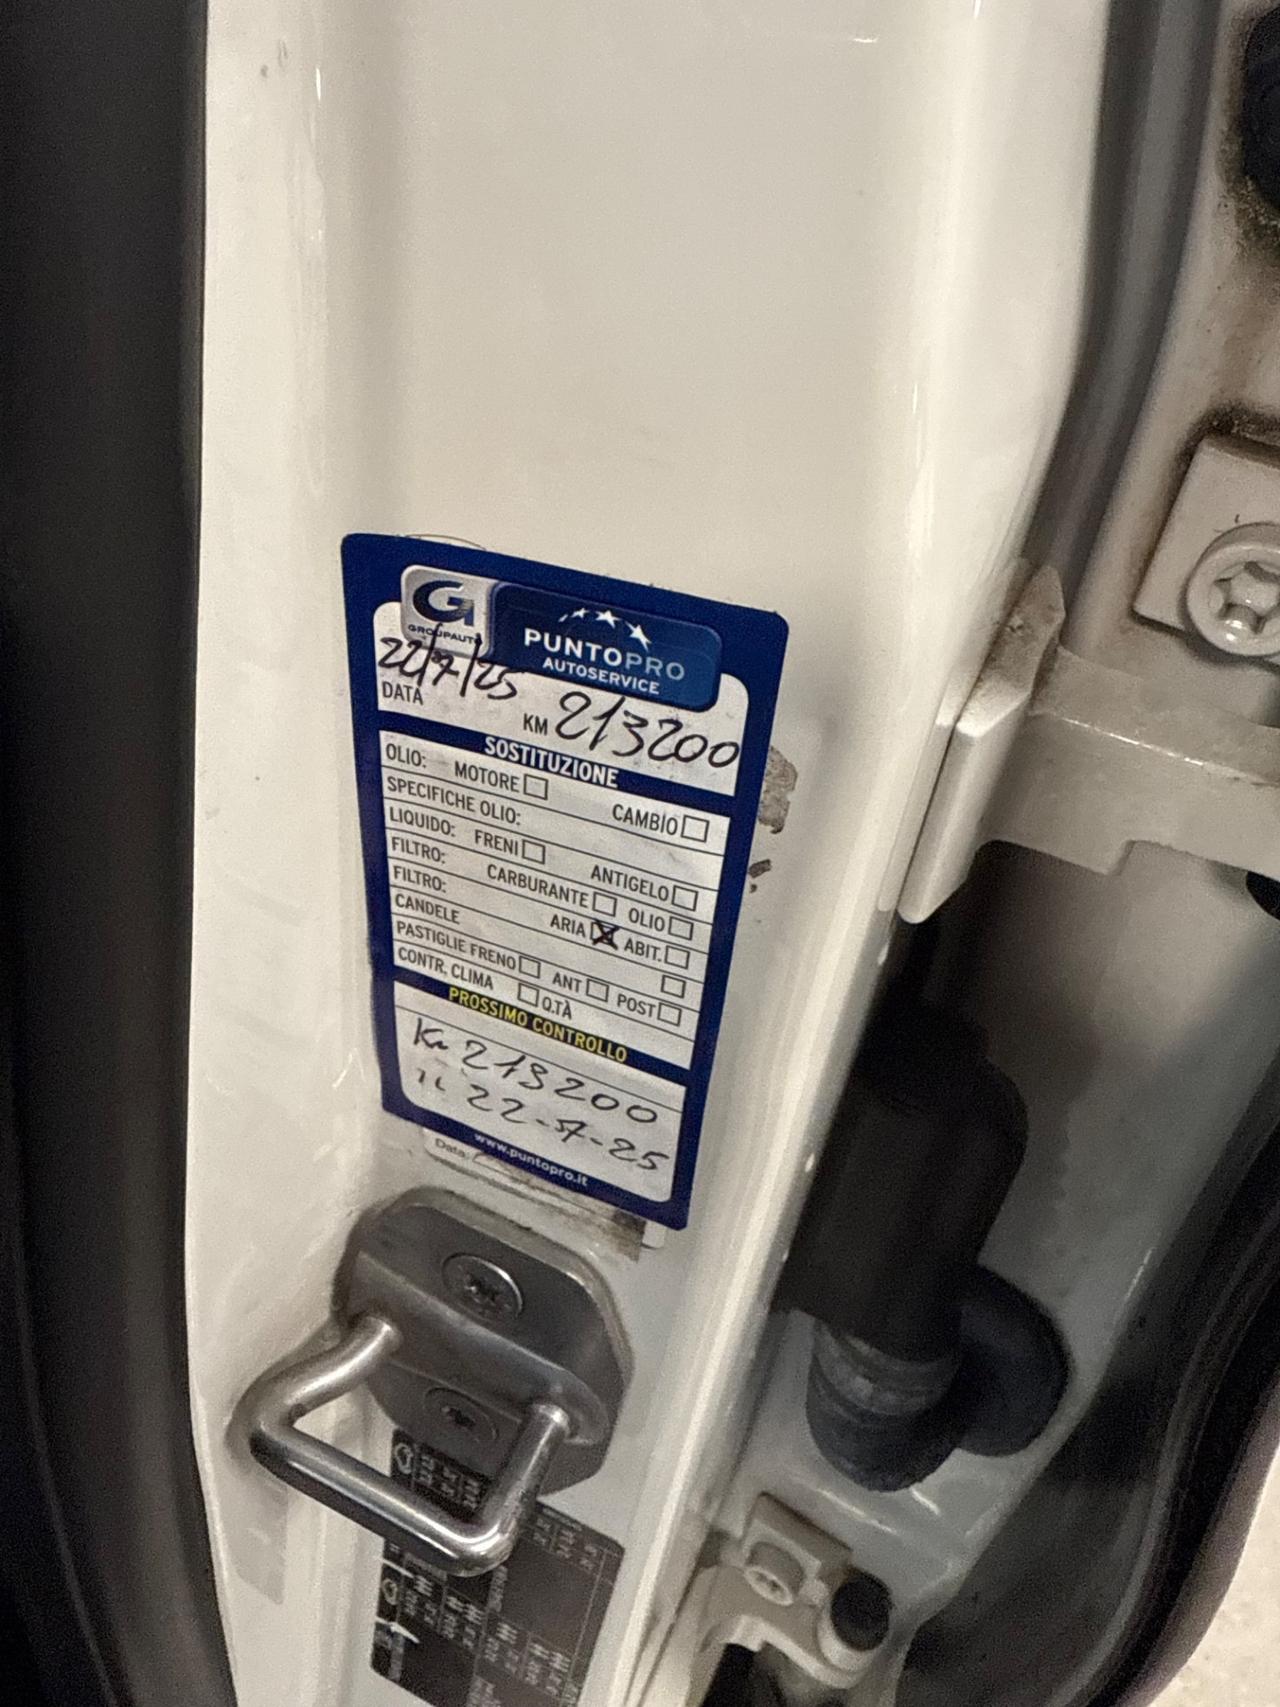 G
GROUPAUTO
PUNTOPRO
AUTOSERVICE
22/7/25
DATA
KM 213200
SOSTITUZIONE
OLIO: MOTORE CAMBIO
SPECIFICHE OLIO:
LIQUIDO: FRENI ANTIGELO
FILTRO: CARBURANTE OLIO
FILTRO: ARIA X ABIT.
CANDELE
PASTIGLIE FRENO ANT POST
CONTR. CLIMA Q.TÀ
PROSSIMO CONTROLLO
Km 213200
IL 22-7-25
www.puntopro.it
Data: